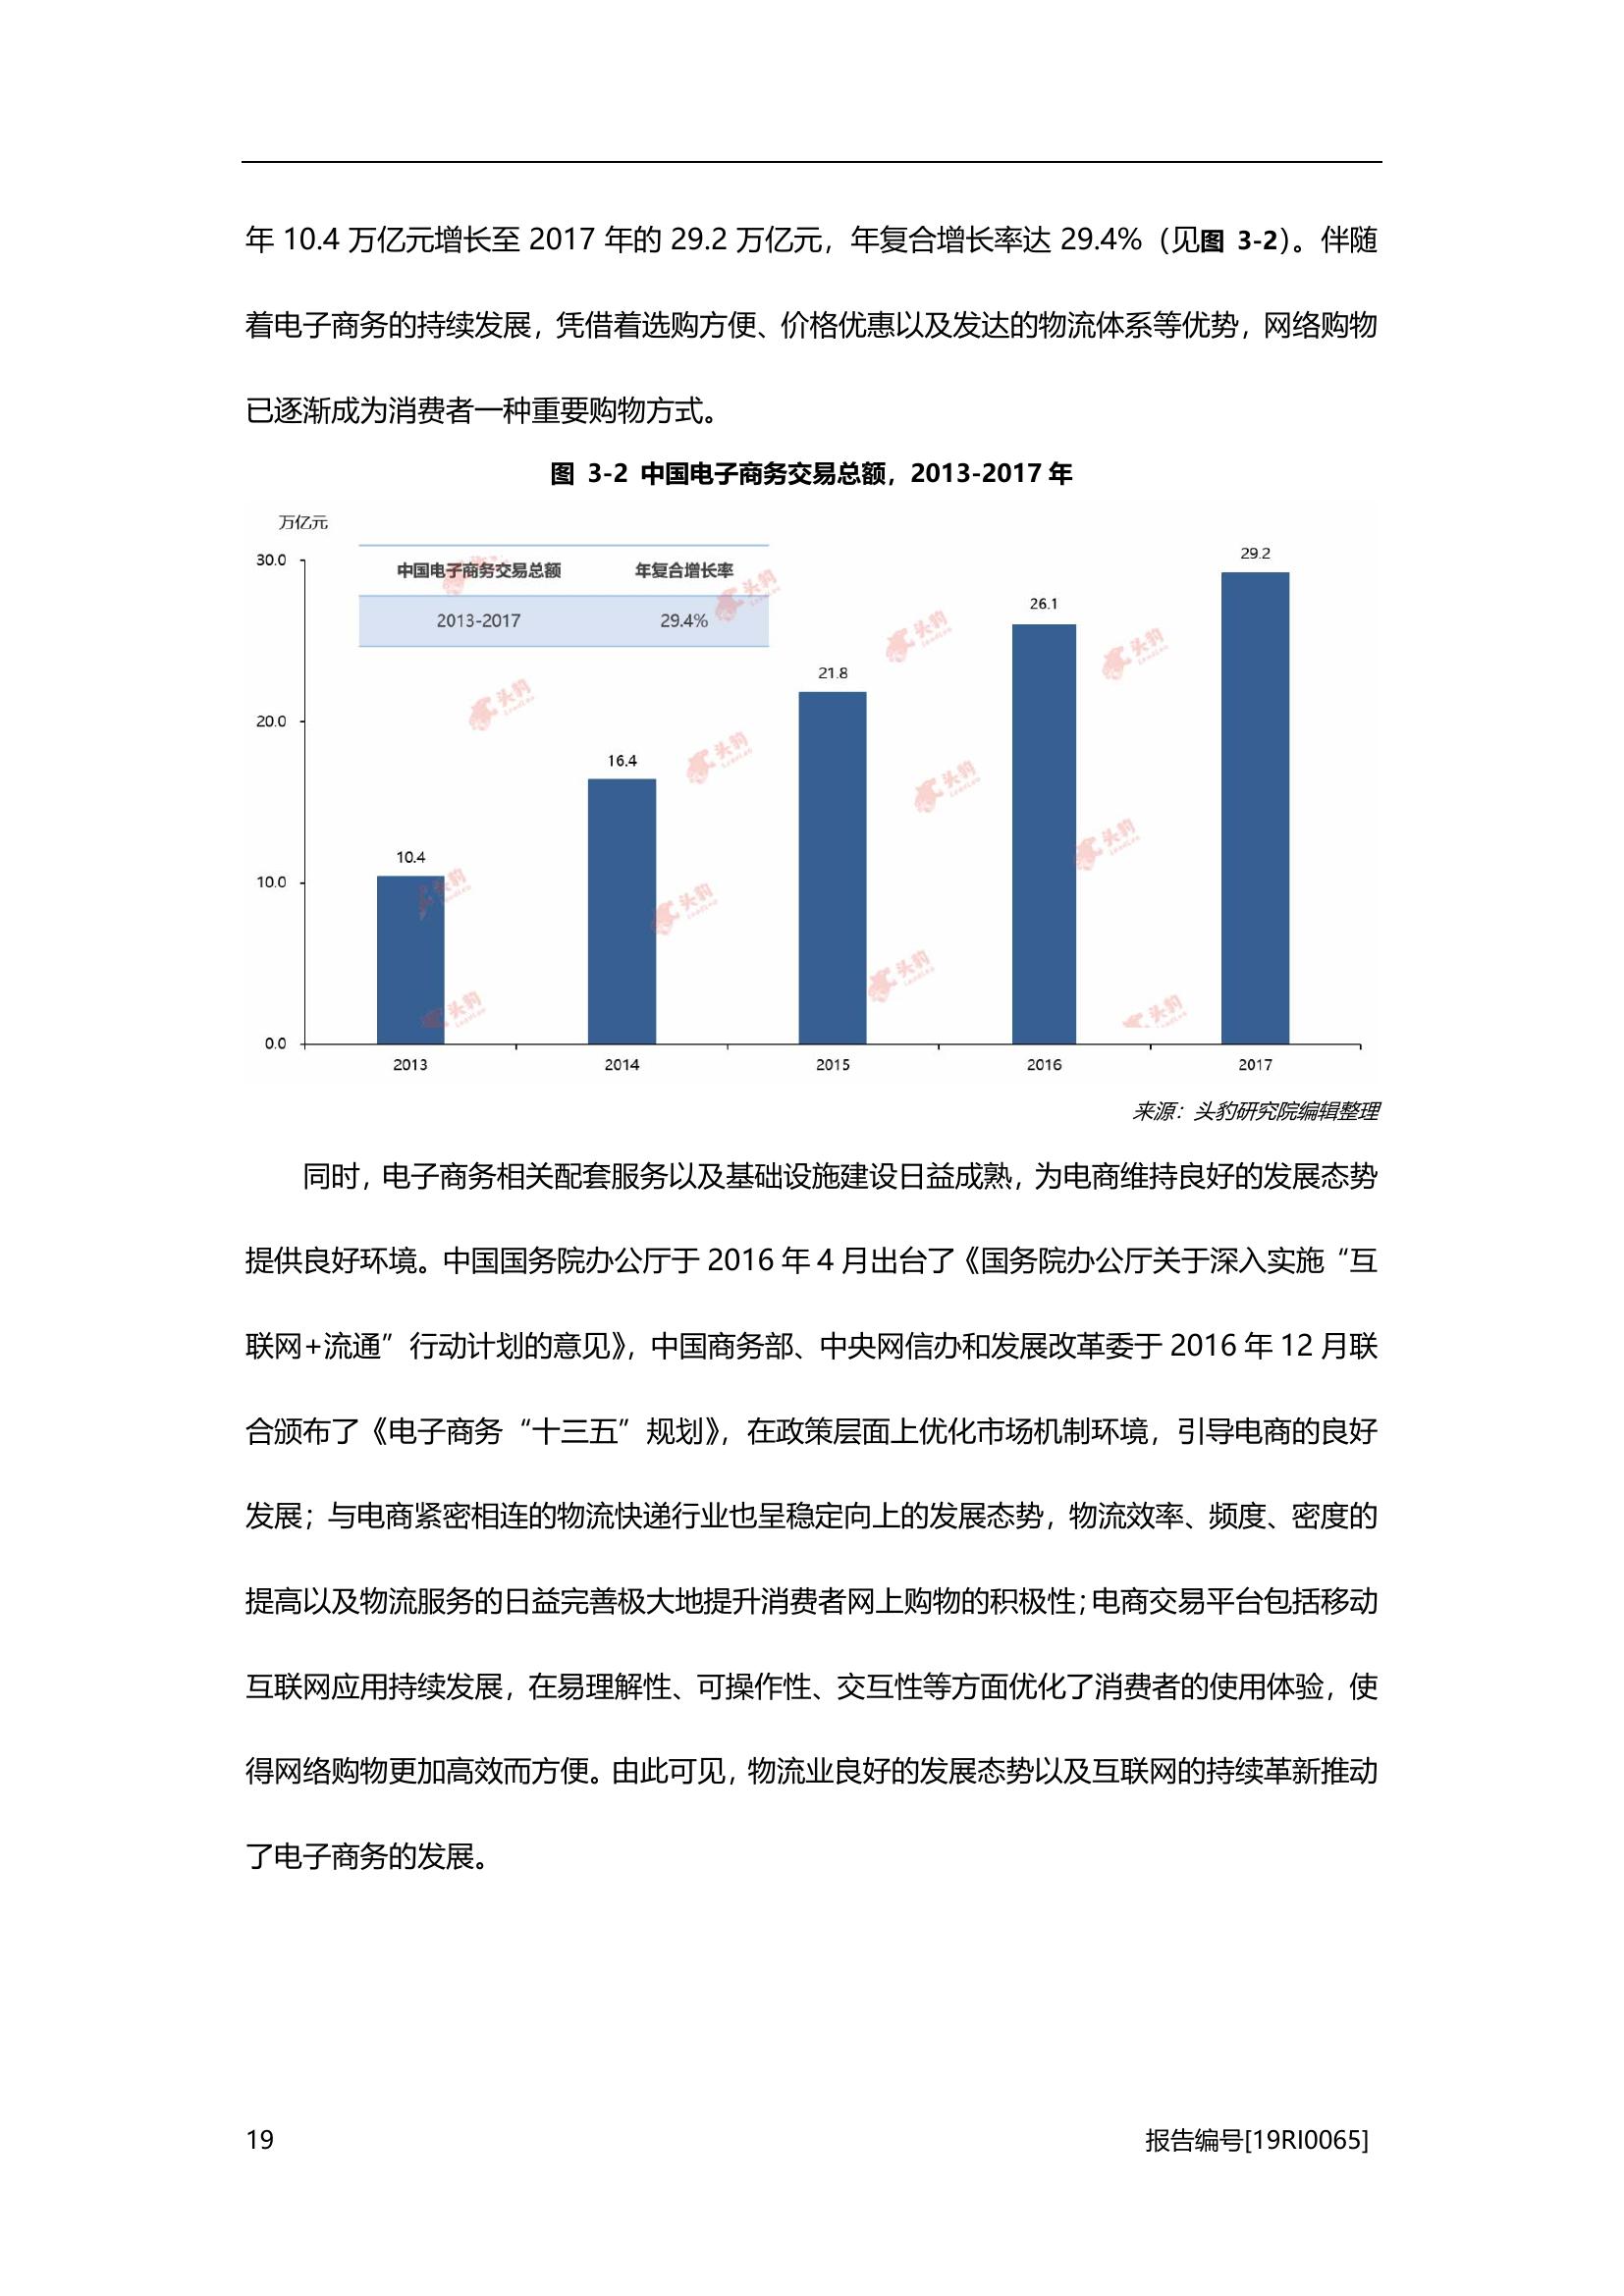 年 10.4 万亿元增长至 2017 年的 29.2 万亿元，年复合增长率达 29.4%（见图 3-2）。伴随
着电子商务的持续发展，凭借着选购方便、价格优惠以及发达的物流体系等优势，网络购物
已逐渐成为消费者一种重要购物方式。
图 3-2 中国电子商务交易总额，2013-2017 年
万亿元
中国电子商务交易总额 年复合增长率
2013-2017 29.4%
30.0
20.0
10.0
0.0
10.4
16.4
21.8
26.1
29.2
2013 2014 2015 2016 2017
头豹
头豹
头豹
头豹
头豹
头豹
头豹
头豹
头豹
头豹
头豹
头豹
来源：头豹研究院编辑整理
同时，电子商务相关配套服务以及基础设施建设日益成熟，为电商维持良好的发展态势
提供良好环境。中国国务院办公厅于 2016 年 4 月出台了《国务院办公厅关于深入实施“互
联网+流通”行动计划的意见》，中国商务部、中央网信办和发展改革委于 2016 年 12 月联
合颁布了《电子商务“十三五”规划》，在政策层面上优化市场机制环境，引导电商的良好
发展；与电商紧密相连的物流快递行业也呈稳定向上的发展态势，物流效率、频度、密度的
提高以及物流服务的日益完善极大地提升消费者网上购物的积极性；电商交易平台包括移动
互联网应用持续发展，在易理解性、可操作性、交互性等方面优化了消费者的使用体验，使
得网络购物更加高效而方便。由此可见，物流业良好的发展态势以及互联网的持续革新推动
了电子商务的发展。
19 报告编号[19RI0065]